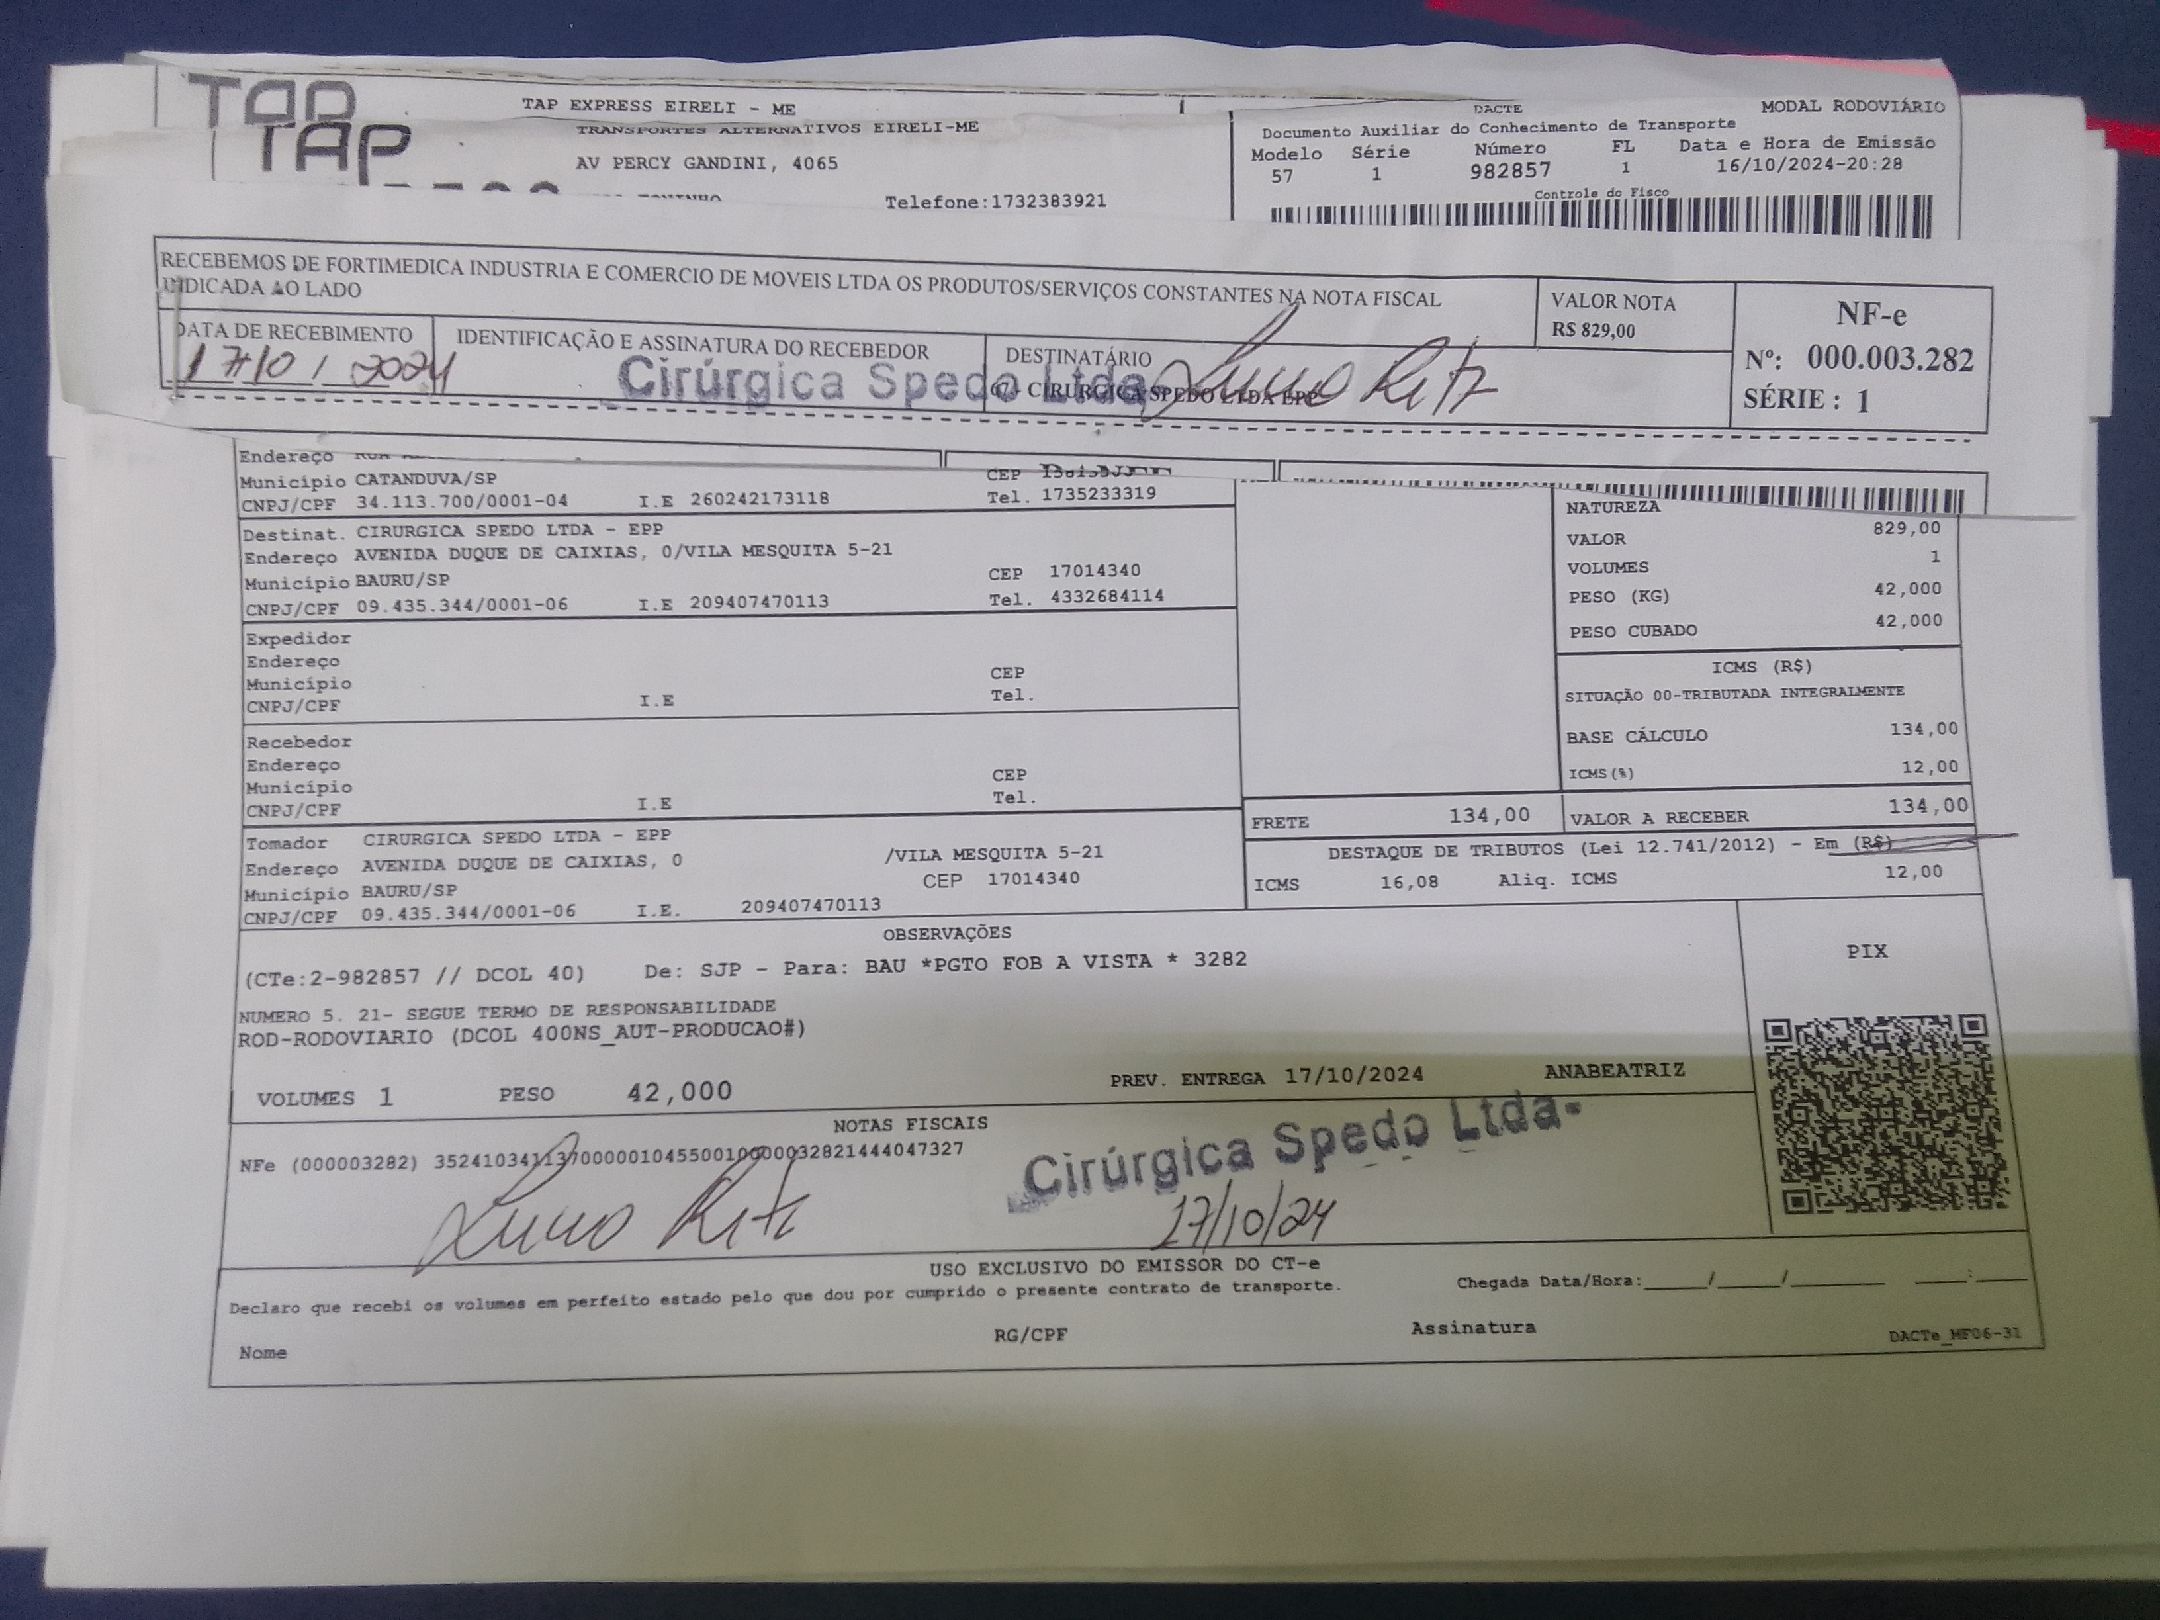 TAP
TAP
TAP EXPRESS EIRELI - ME
TRANSPORTES ALTERNATIVOS EIRELI-ME
AV PERCY GANDINI, 4065
Telefone:1732383921
DACTE
MODAL RODOVIÁRIO
Documento Auxiliar do Conhecimento de Transporte
Modelo Série Número FL Data e Hora de Emissão
57 1 982857 1 16/10/2024-20:28
Controle do Fisco
RECEBEMOS DE FORTIMEDICA INDUSTRIA E COMERCIO DE MOVEIS LTDA OS PRODUTOS/SERVIÇOS CONSTANTES NA NOTA FISCAL
INDICADA AO LADO
VALOR NOTA
R$ 829,00
NF-e
Nº: 000.003.282
SÉRIE : 1
DATA DE RECEBIMENTO
17/10/2024
IDENTIFICAÇÃO E ASSINATURA DO RECEBEDOR
Cirúrgica Spedo Ltda
DESTINATÁRIO
CIRURGICA SPEDO LTDA EPP
Endereço RUA
Município CATANDUVA/SP CEP
CNPJ/CPF 34.113.700/0001-04 I.E 260242173118 Tel. 1735233319
Destinat. CIRURGICA SPEDO LTDA - EPP
Endereço AVENIDA DUQUE DE CAIXIAS, 0/VILA MESQUITA 5-21
Município BAURU/SP CEP 17014340
CNPJ/CPF 09.435.344/0001-06 I.E 209407470113 Tel. 4332684114
Expedidor
Endereço
Município CEP
CNPJ/CPF I.E Tel.
Recebedor
Endereço
Município CEP
CNPJ/CPF I.E Tel.
Tomador CIRURGICA SPEDO LTDA - EPP
Endereço AVENIDA DUQUE DE CAIXIAS, 0 /VILA MESQUITA 5-21
Município BAURU/SP CEP 17014340
CNPJ/CPF 09.435.344/0001-06 I.E. 209407470113
NATUREZA
VALOR 829,00
VOLUMES 1
PESO (KG) 42,000
PESO CUBADO 42,000
ICMS (R$)
SITUAÇÃO 00-TRIBUTADA INTEGRALMENTE
BASE CÁLCULO 134,00
ICMS(%) 12,00
FRETE 134,00 VALOR A RECEBER 134,00
DESTAQUE DE TRIBUTOS (Lei 12.741/2012) - Em (R$)
ICMS 16,08 Aliq. ICMS 12,00
OBSERVAÇÕES
(CTe:2-982857 // DCOL 40) De: SJP - Para: BAU *PGTO FOB A VISTA * 3282
NUMERO 5. 21- SEGUE TERMO DE RESPONSABILIDADE
ROD-RODOVIARIO (DCOL 400NS_AUT-PRODUCAO#)
VOLUMES 1 PESO 42,000 PREV. ENTREGA 17/10/2024 ANABEATRIZ
PIX
NOTAS FISCAIS
NFe (000003282)
Cirúrgica Spedo Ltda-
17/10/24
USO EXCLUSIVO DO EMISSOR DO CT-e
Declaro que recebi os volumes em perfeito estado pelo que dou por cumprido o presente contrato de transporte.
Chegada Data/Hora:_____/_____/_______ ____:____
Nome RG/CPF Assinatura
DACTe_MF06-31